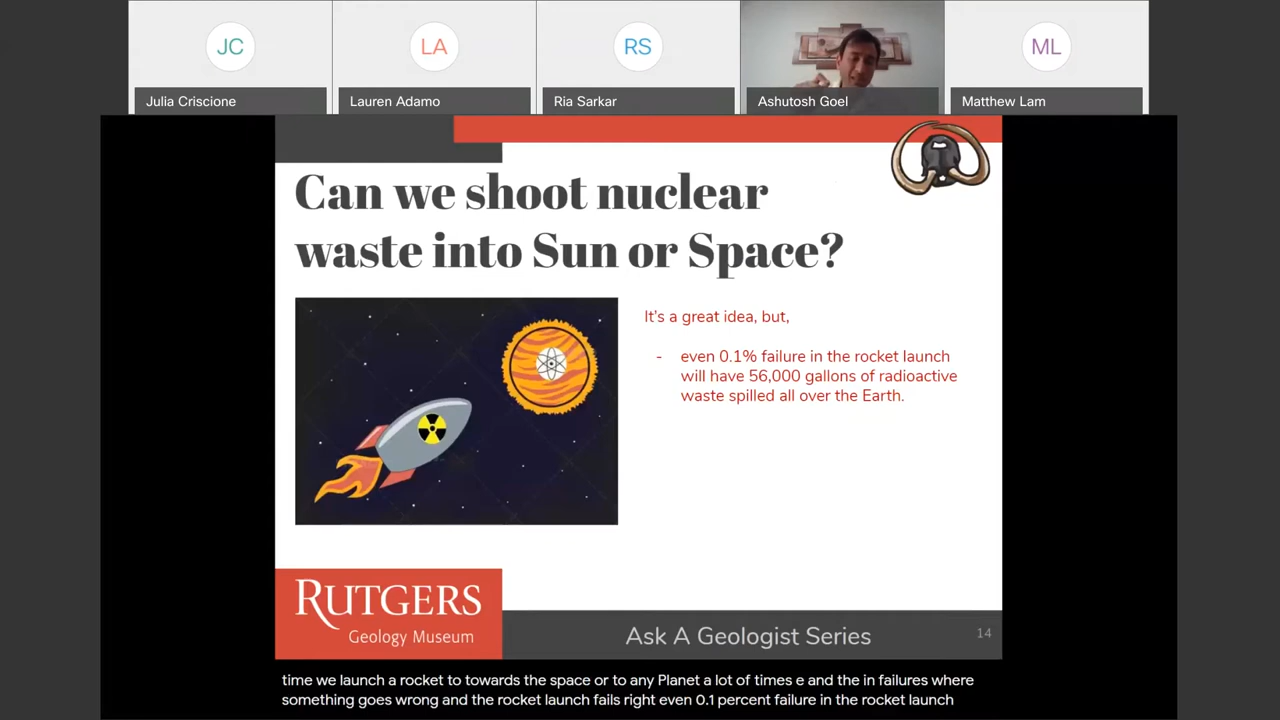 JC
LA
RS
ML
Julia Criscione
Lauren Adamo
Ria Sarkar
Ashutosh Goel
Matthew Lam
Can we shoot nuclear
waste into Sun or Space?
It's a great idea, but,
- even 0.1% failure in the rocket launch
will have 56,000 gallons of radioactive
waste spilled all over the Earth.
RUTGERS
Geology Museum
Ask A Geologist Series
14
time we launch a rocket to towards the space or to any Planet a lot of times e and the in failures where
something goes wrong and the rocket launch fails right even 0.1 percent failure in the rocket launch